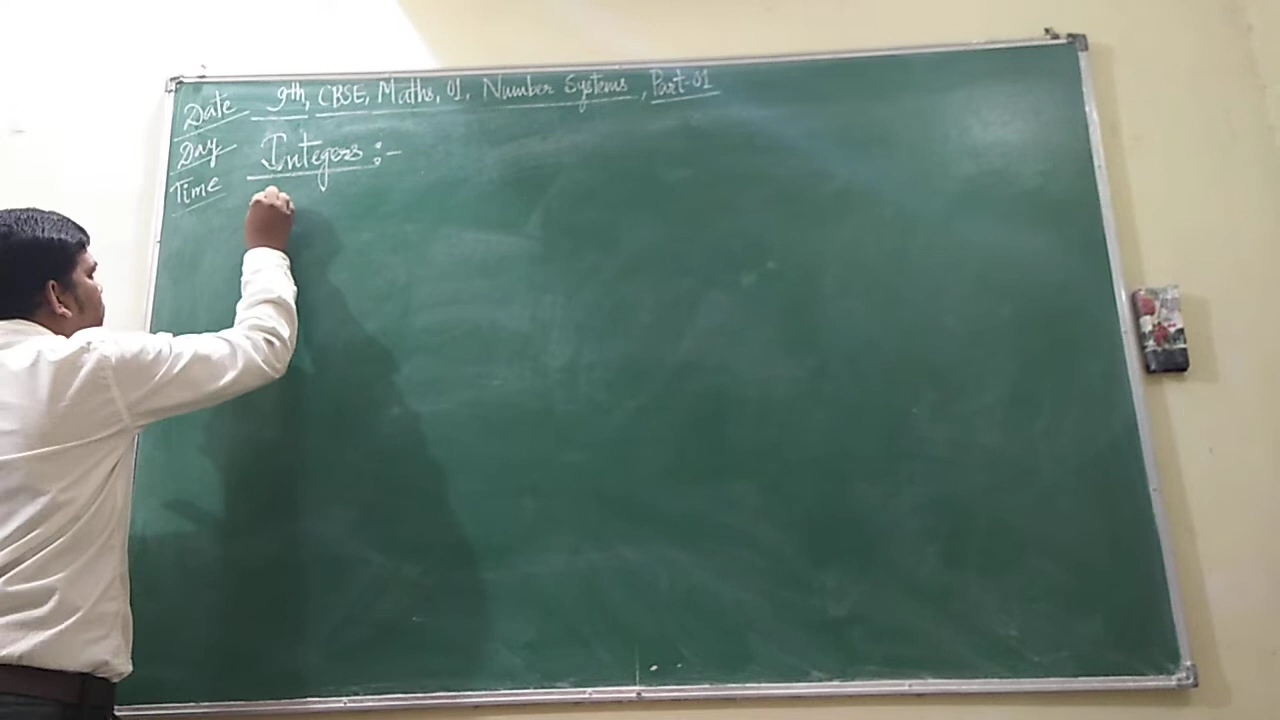 Date 9th, CBSE, Maths, 01, Number Systems, Part-01
Day Integers :-
Time